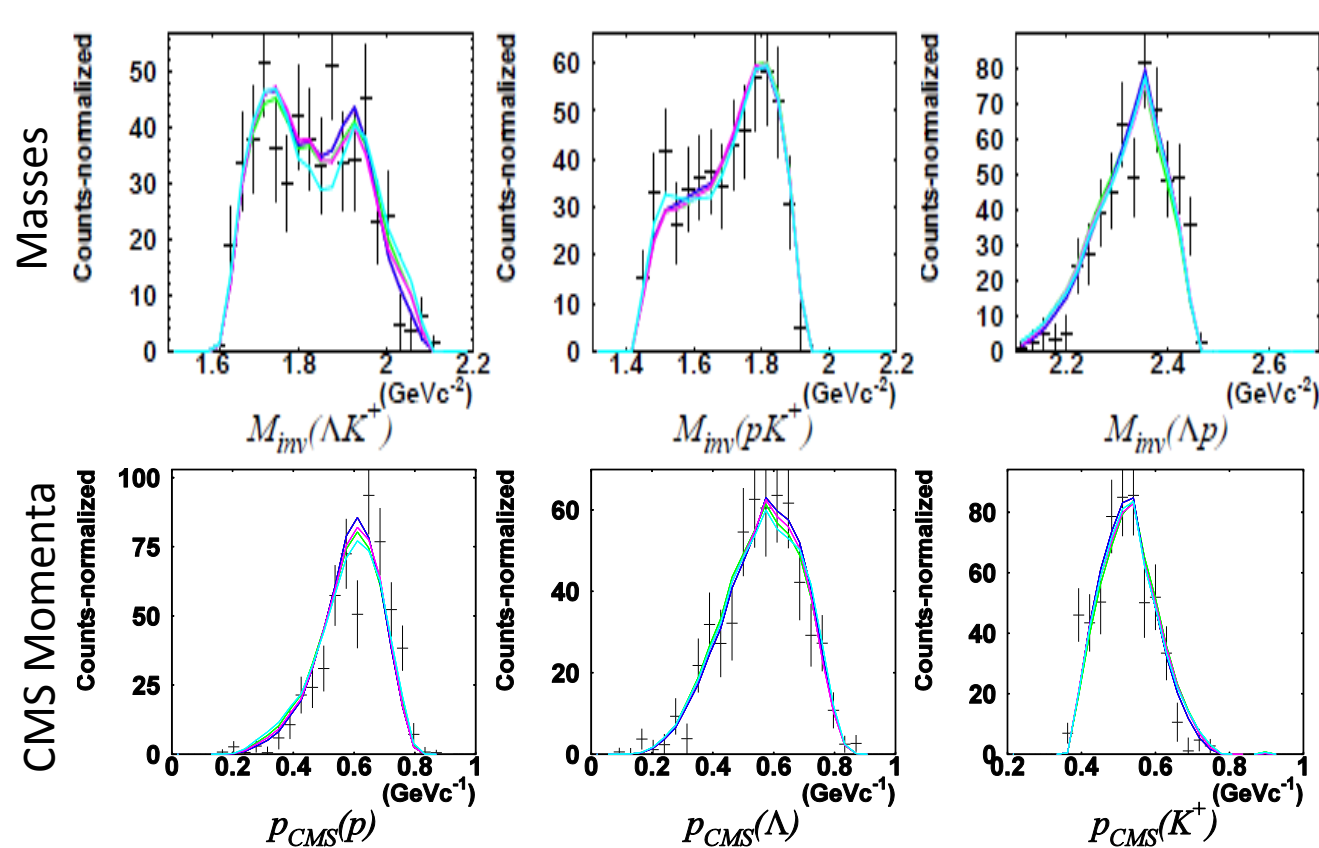 Masses
Counts-normalized
50
40
30
20
10
0
1.6 1.8 2 2.2
(GeVc⁻²)
M_inv(ΛK⁺)
Counts-normalized
60
50
40
30
20
10
0
1.4 1.6 1.8 2 2.2
(GeVc⁻²)
M_inv(pK⁺)
Counts-normalized
80
70
60
50
40
30
20
10
0
2.2 2.4 2.6
(GeVc⁻²)
M_inv(Λp)
CMS Momenta
Counts-normalized
100
75
50
25
0
0 0.2 0.4 0.6 0.8 1
(GeVc⁻¹)
p_CMS(p)
Counts-normalized
60
40
20
0
0 0.2 0.4 0.6 0.8 1
(GeVc⁻¹)
p_CMS(Λ)
Counts-normalized
80
60
40
20
0
0.2 0.4 0.6 0.8 1
(GeVc⁻¹)
p_CMS(K⁺)